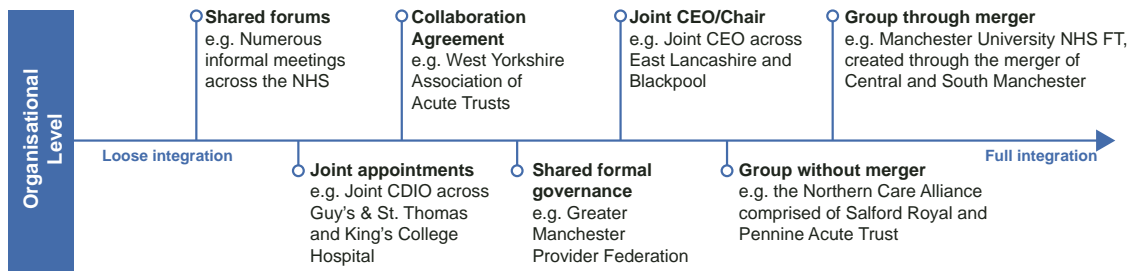 Organisational
Level
Shared forums
e.g. Numerous
informal meetings
across the NHS
Collaboration
Agreement
e.g. West Yorkshire
Association of
Acute Trusts
Joint CEO/Chair
e.g. Joint CEO across
East Lancashire and
Blackpool
Group through merger
e.g. Manchester University NHS FT,
created through the merger of
Central and South Manchester
Loose integration
Full integration
Joint appointments
e.g. Joint CDIO across
Guy's & St. Thomas
and King's College
Hospital
Shared formal
governance
e.g. Greater
Manchester
Provider Federation
Group without merger
e.g. the Northern Care Alliance
comprised of Salford Royal and
Pennine Acute Trust